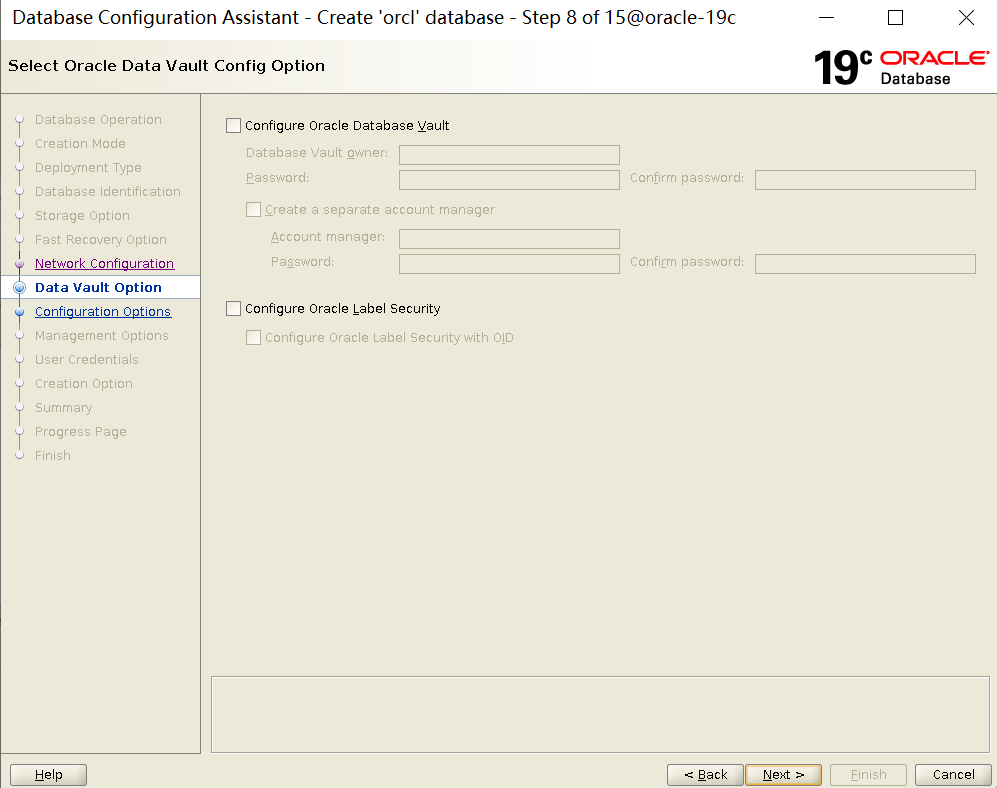 Database Configuration Assistant - Create 'orcl' database - Step 8 of 15@oracle-19c
Select Oracle Data Vault Config Option
19c ORACLE
Database
Database Operation
Creation Mode
Deployment Type
Database Identification
Storage Option
Fast Recovery Option
Network Configuration
Data Vault Option
Configuration Options
Management Options
User Credentials
Creation Option
Summary
Progress Page
Finish
Configure Oracle Database Vault
Database Vault owner:
Password: Confirm password:
Create a separate account manager
Account manager:
Password: Confirm password:
Configure Oracle Label Security
Configure Oracle Label Security with OID
Help < Back Next > Finish Cancel